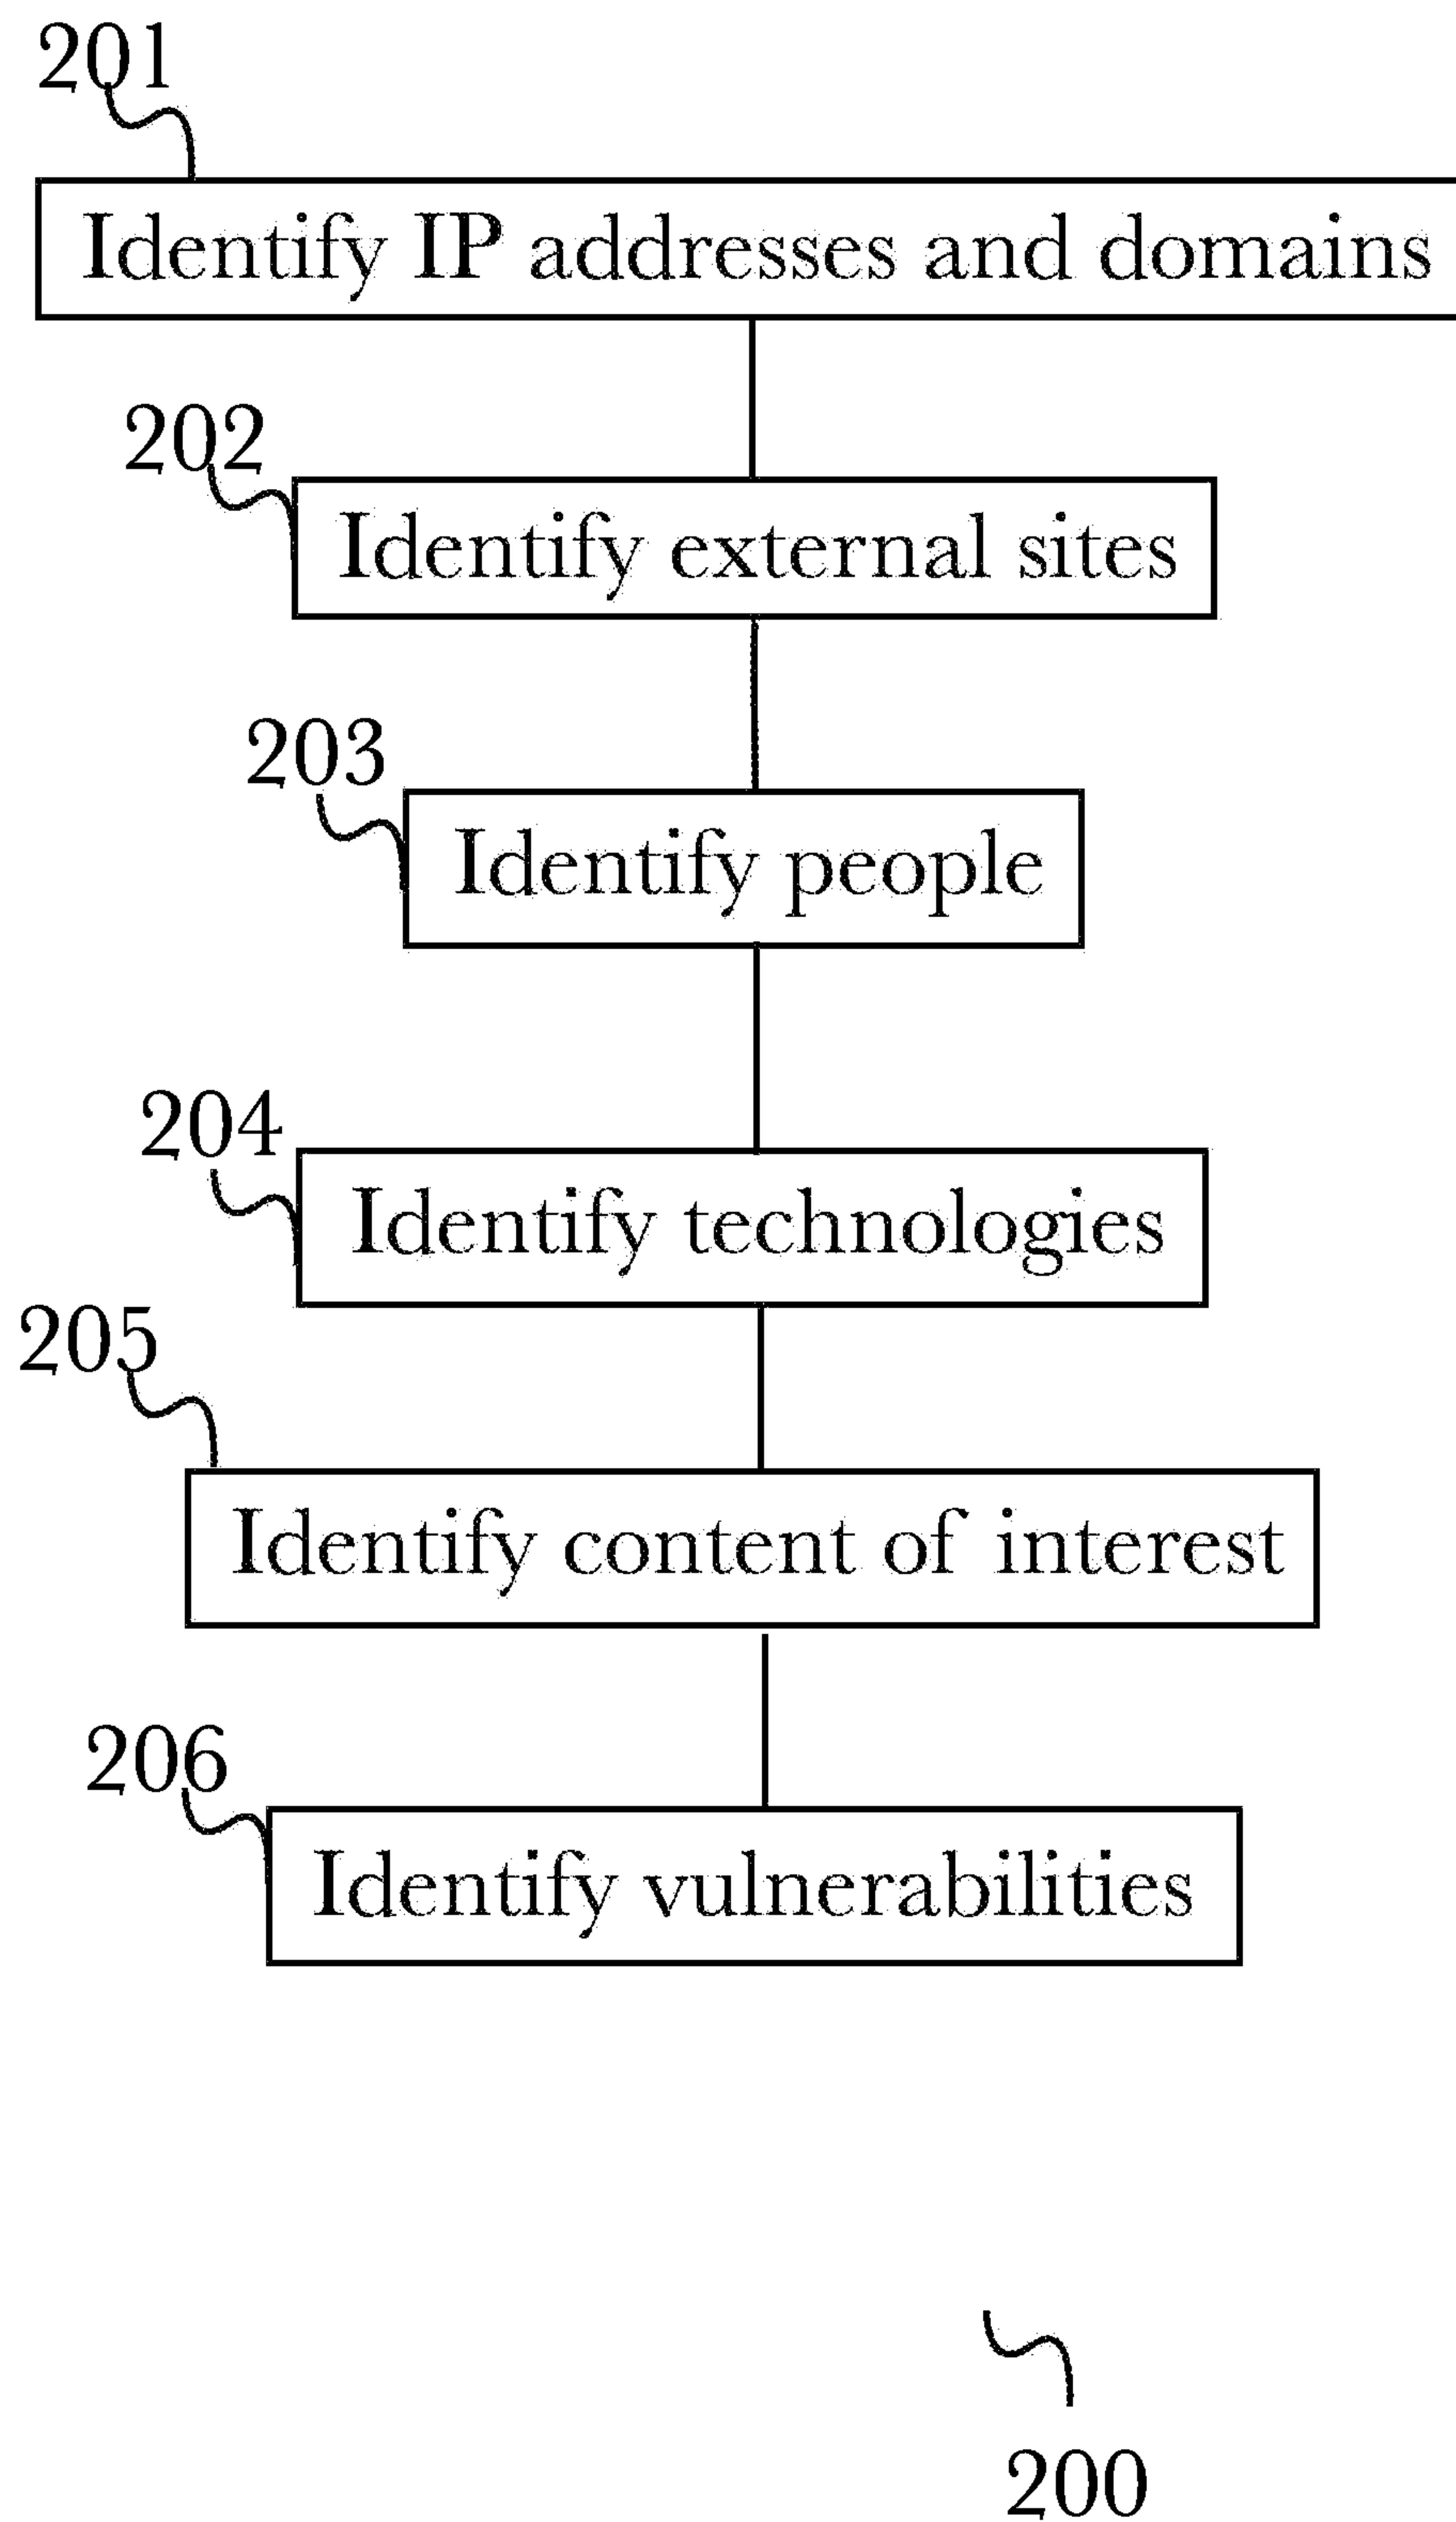 201
Identify IP addresses and domains
202
Identify external sites
203
Identify people
204
Identify technologies
205
Identify content of interest
206
Identify vulnerabilities
200